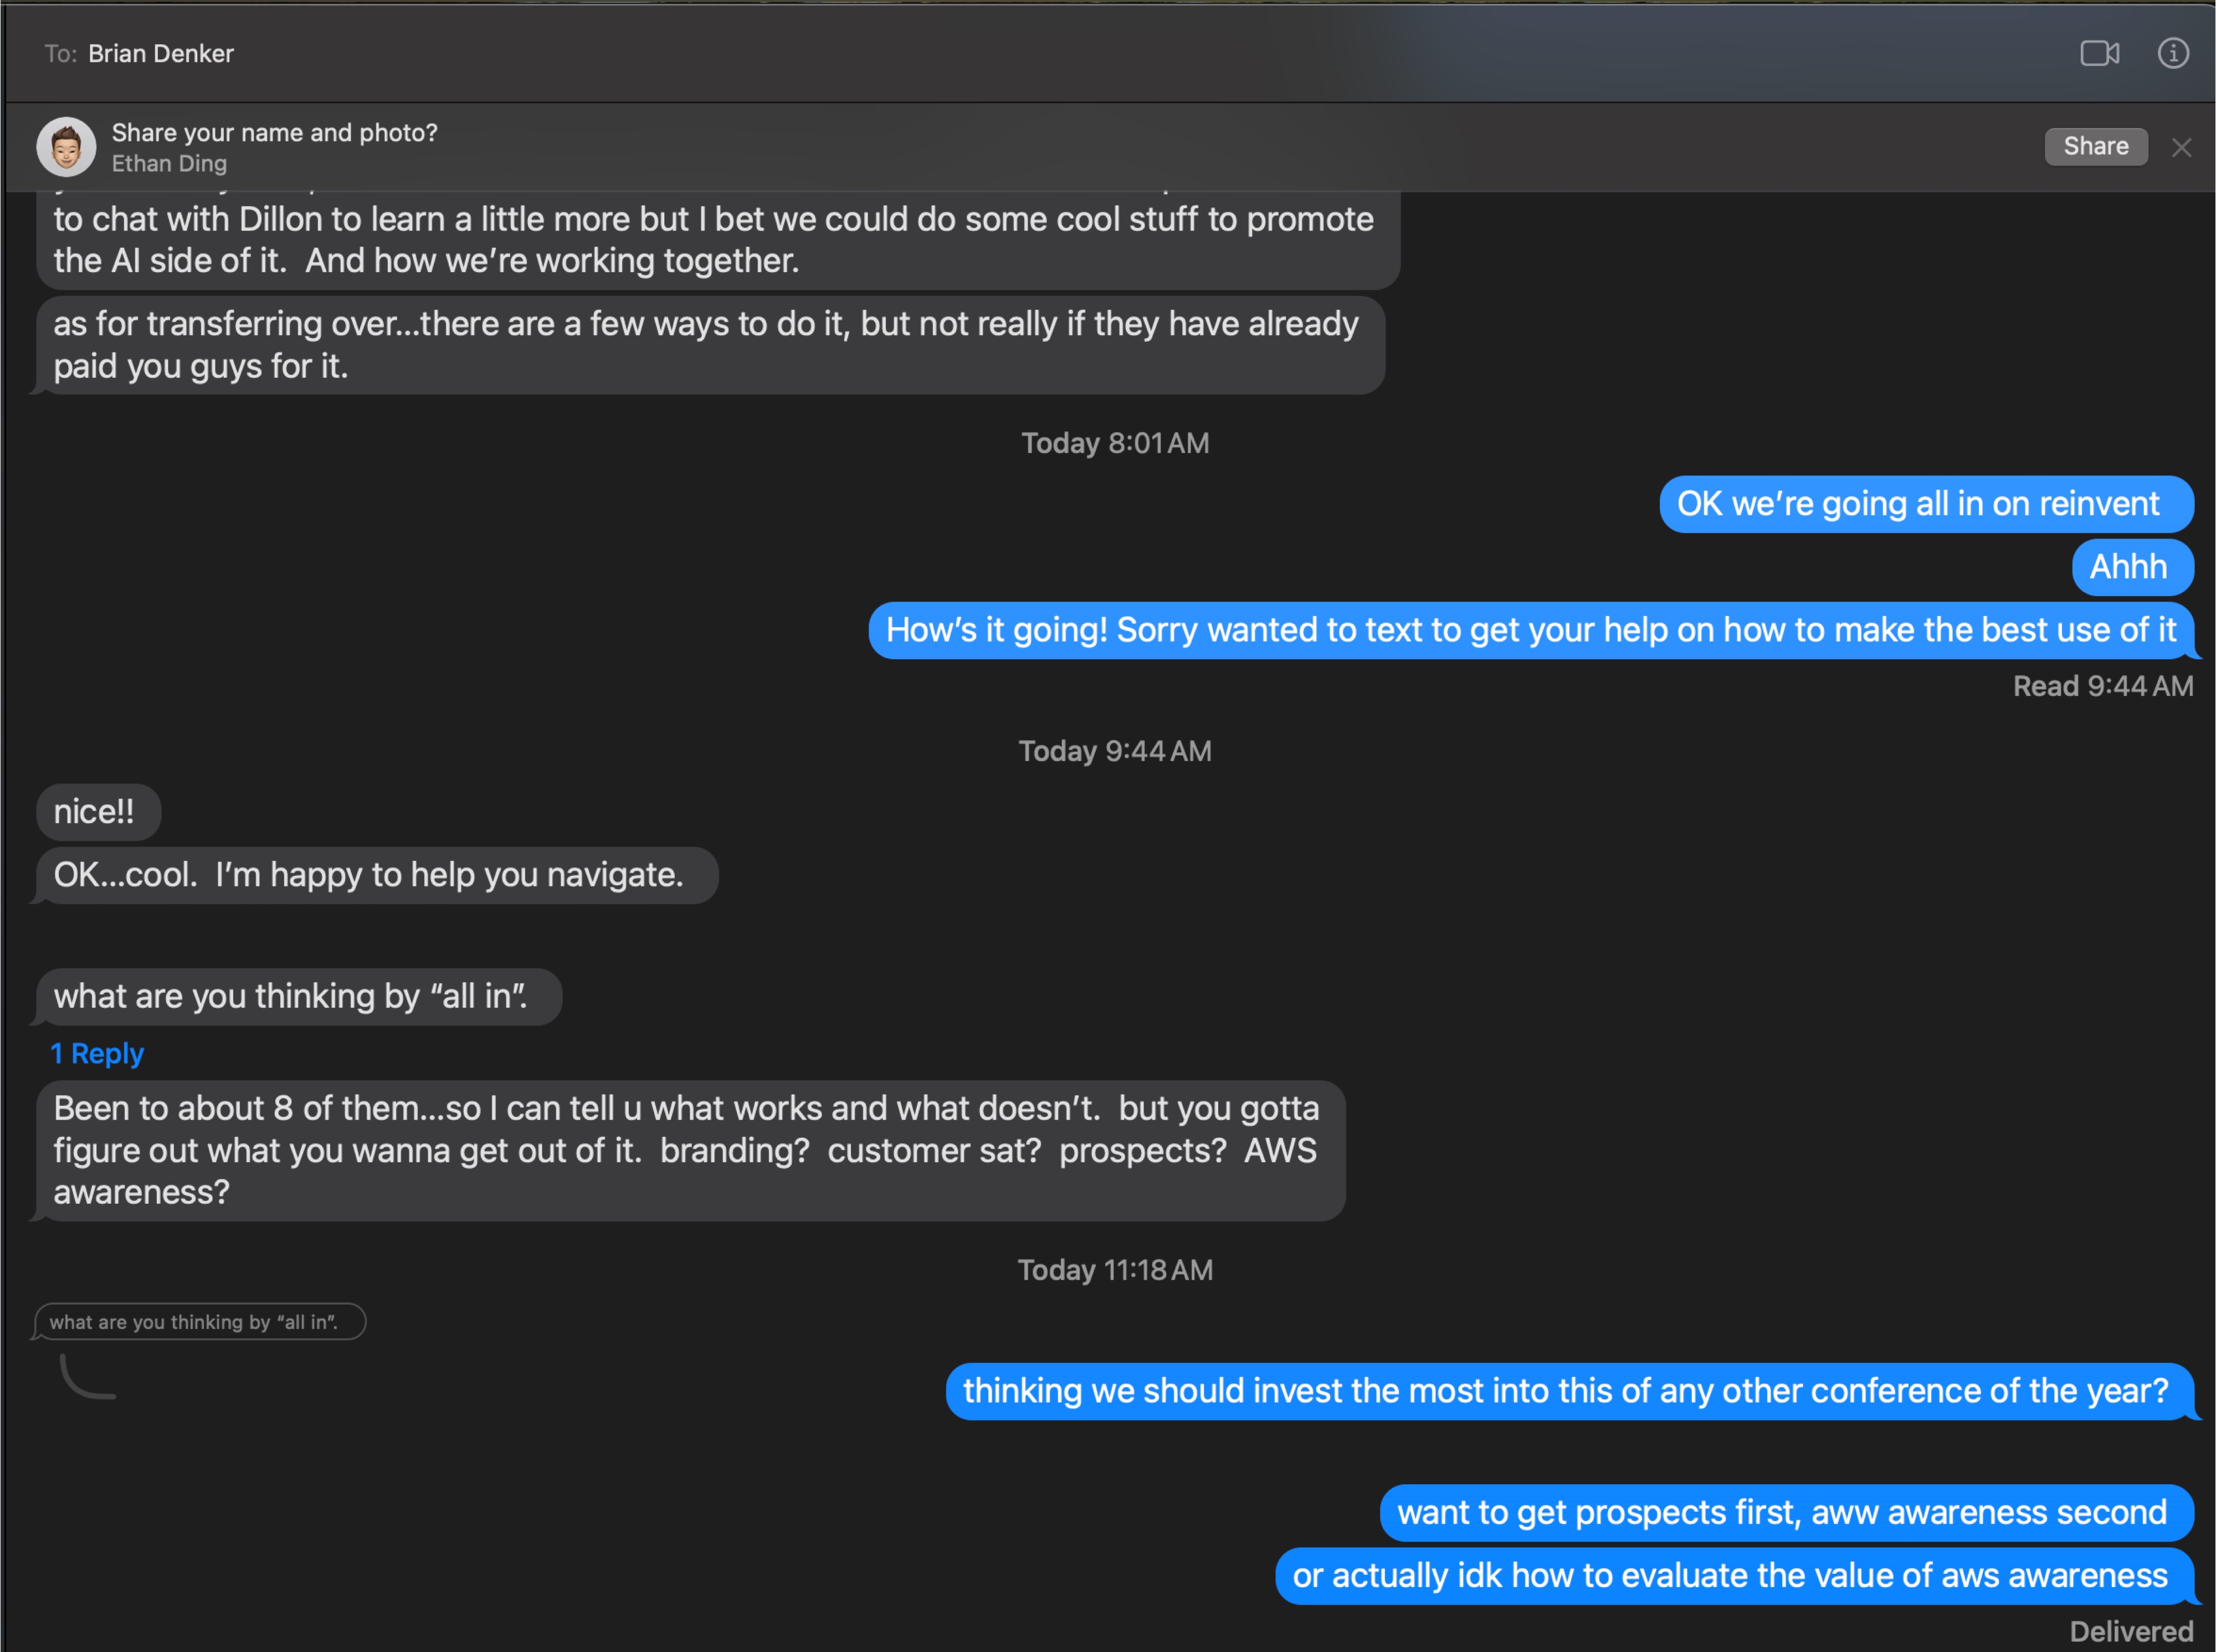 To: Brian Denker
Share your name and photo?
Ethan Ding
Share
to chat with Dillon to learn a little more but I bet we could do some cool stuff to promote
the AI side of it.  And how we’re working together.
as for transferring over...there are a few ways to do it, but not really if they have already
paid you guys for it.
Today 8:01 AM
OK we’re going all in on reinvent
Ahhh
How’s it going! Sorry wanted to text to get your help on how to make the best use of it
Read 9:44 AM
Today 9:44 AM
nice!!
OK...cool.  I’m happy to help you navigate.
what are you thinking by “all in”.
1 Reply
Been to about 8 of them...so I can tell u what works and what doesn’t.  but you gotta
figure out what you wanna get out of it.  branding?  customer sat?  prospects?  AWS
awareness?
Today 11:18 AM
what are you thinking by “all in”.
thinking we should invest the most into this of any other conference of the year?
want to get prospects first, aww awareness second
or actually idk how to evaluate the value of aws awareness
Delivered